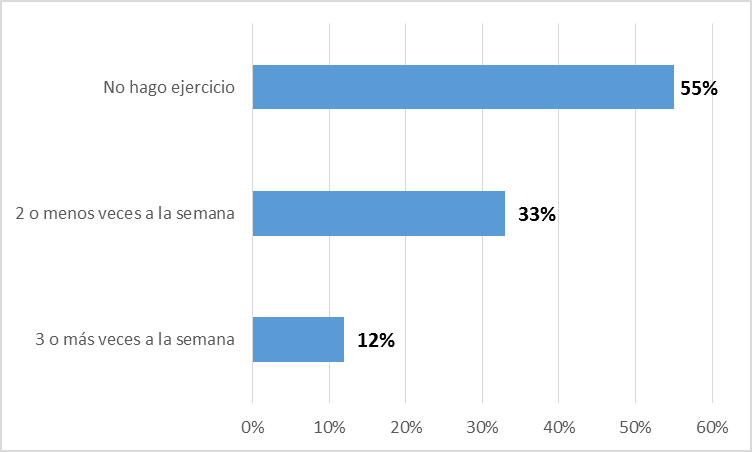 No hago ejercicio 55%
2 o menos veces a la semana 33%
3 o más veces a la semana 12%
0% 10% 20% 30% 40% 50% 60%